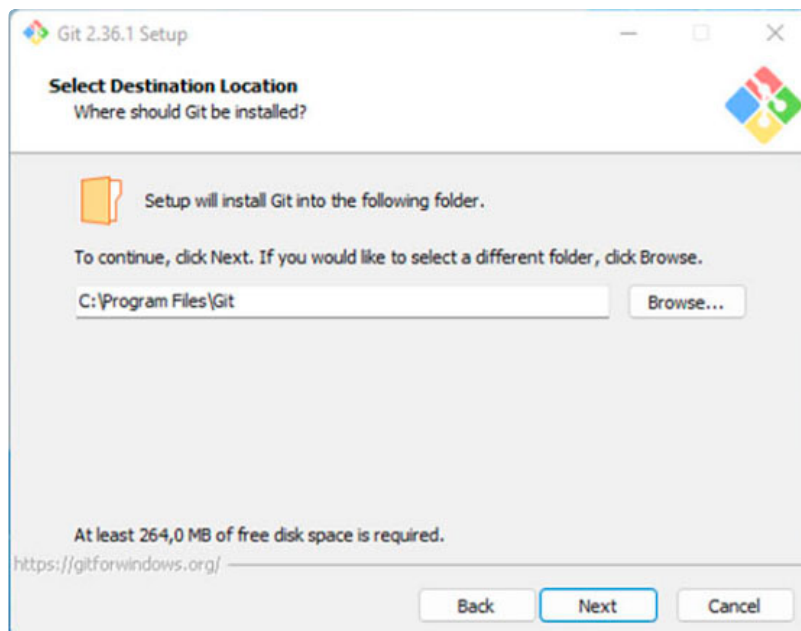 Git 2.36.1 Setup
Select Destination Location
Where should Git be installed?
Setup will install Git into the following folder.
To continue, click Next. If you would like to select a different folder, click Browse.
C:\Program Files\Git
Browse...
At least 264,0 MB of free disk space is required.
https://gitforwindows.org/
Back
Next
Cancel